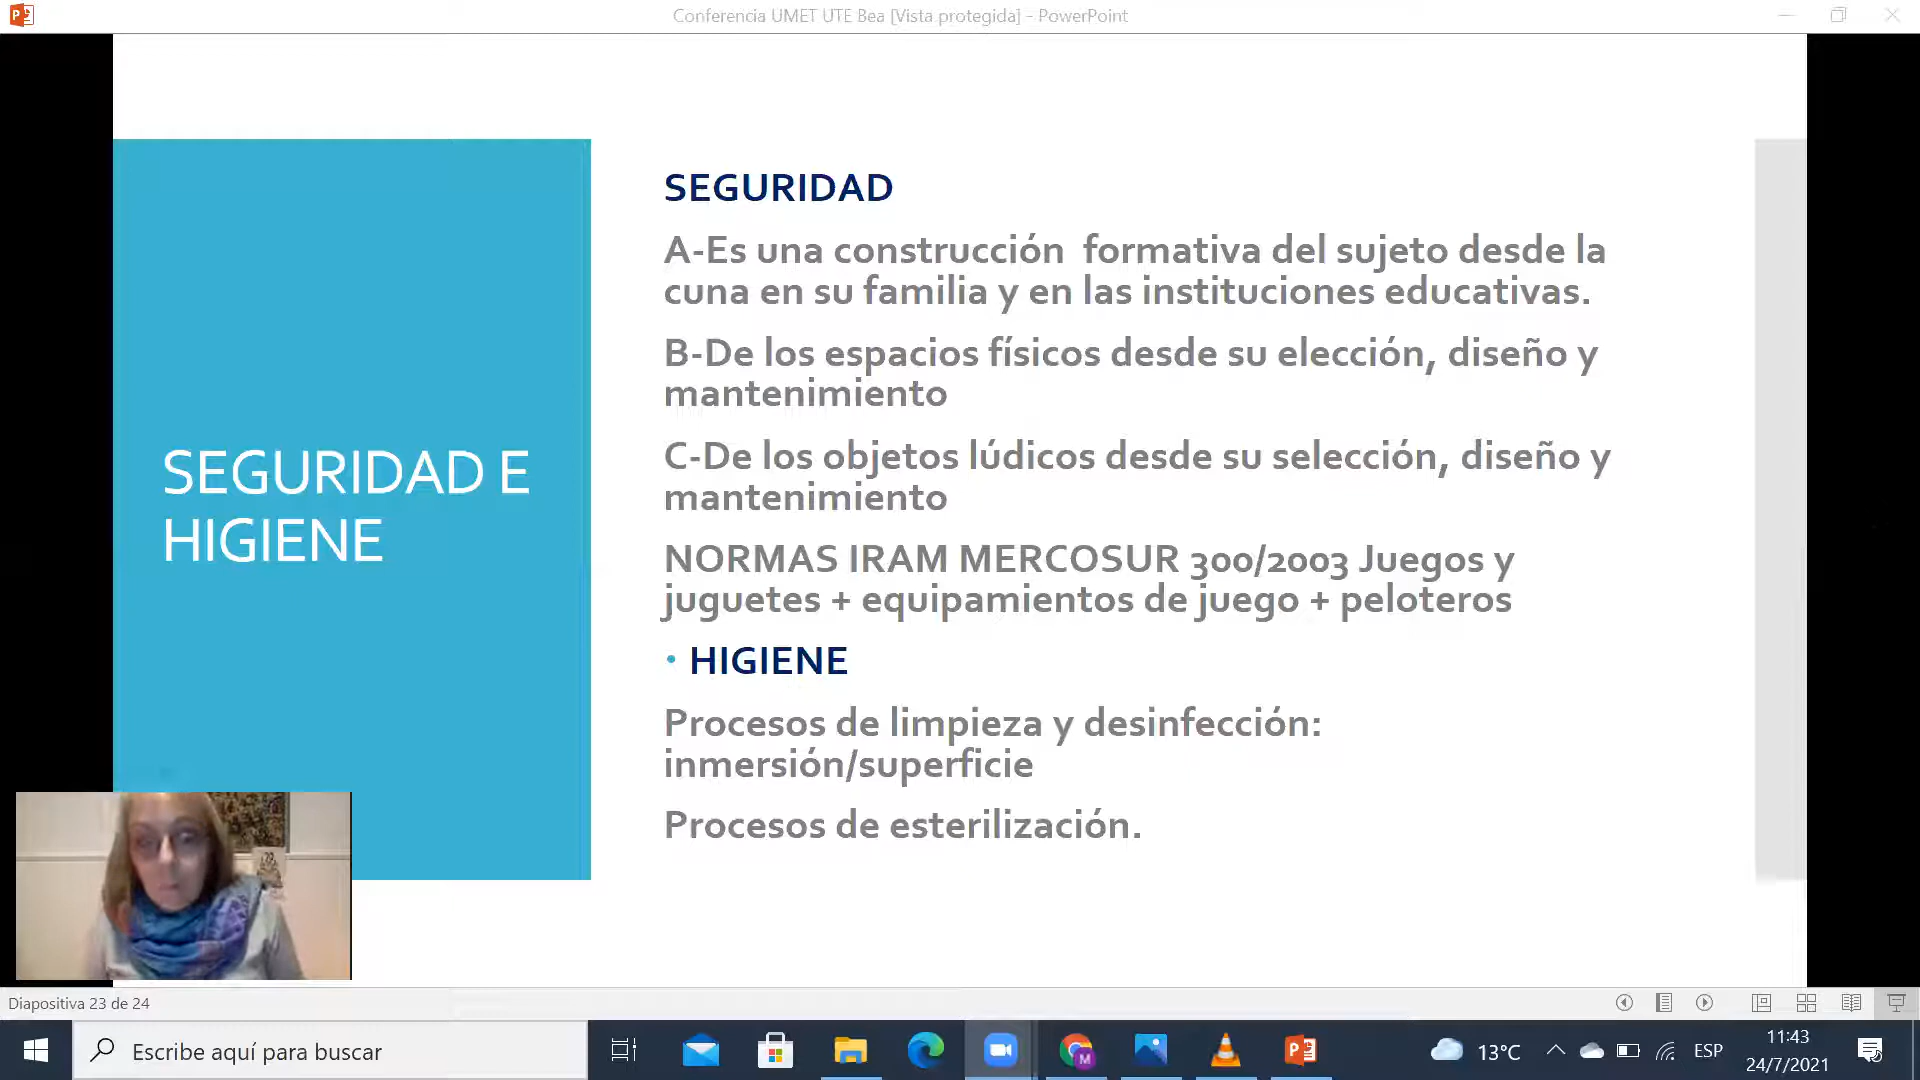 Conferencia UMET UTE Bea [Vista protegida] - PowerPoint
SEGURIDAD E
HIGIENE
SEGURIDAD
A-Es una construcción formativa del sujeto desde la
cuna en su familia y en las instituciones educativas.
B-De los espacios físicos desde su elección, diseño y
mantenimiento
C-De los objetos lúdicos desde su selección, diseño y
mantenimiento
NORMAS IRAM MERCOSUR 300/2003 Juegos y
juguetes + equipamientos de juego + peloteros
• HIGIENE
Procesos de limpieza y desinfección:
inmersión/superficie
Procesos de esterilización.
Diapositiva 23 de 24
Escribe aquí para buscar
M
13°C
ESP
11:43
24/7/2021